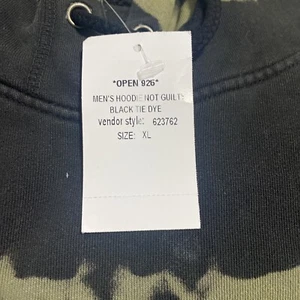 *OPEN 926*
MEN'S HOODIE NOT GUILTY
BLACK TIE DYE
vendor style: 623762
SIZE: XL